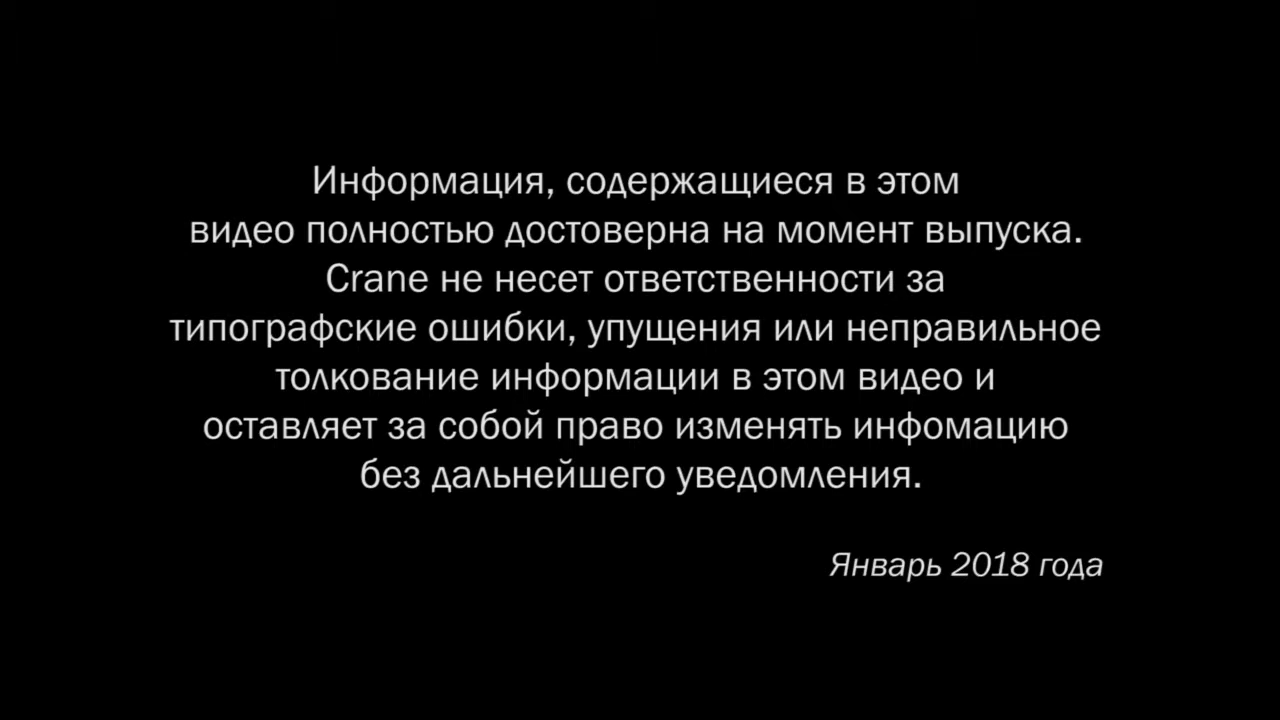 Информация, содержащиеся в этом
видео полностью достоверна на момент выпуска.
Crane не несет ответственности за
типографские ошибки, упущения или неправильное
толкование информации в этом видео и
оставляет за собой право изменять инфомацию
без дальнейшего уведомления.
Январь 2018 года